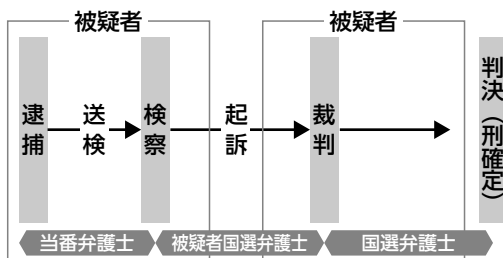 被疑者
被疑者
逮捕
送検
検察
起訴
裁判
判決（刑確定）
当番弁護士
被疑者国選弁護士
国選弁護士